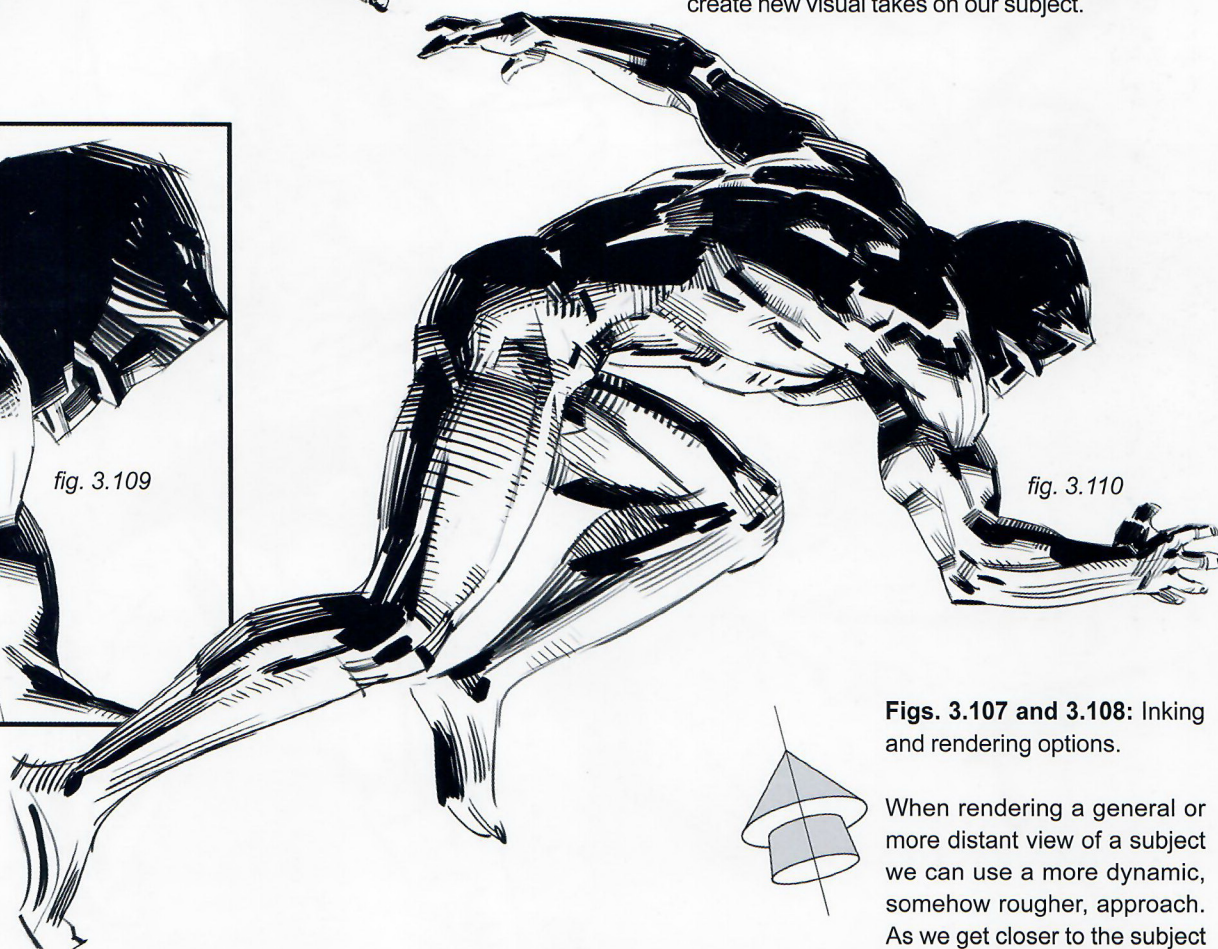 create new visual takes on our subject.
fig. 3.109
fig. 3.110
Figs. 3.107 and 3.108: Inking
and rendering options.
When rendering a general or
more distant view of a subject
we can use a more dynamic,
somehow rougher, approach.
As we get closer to the subject